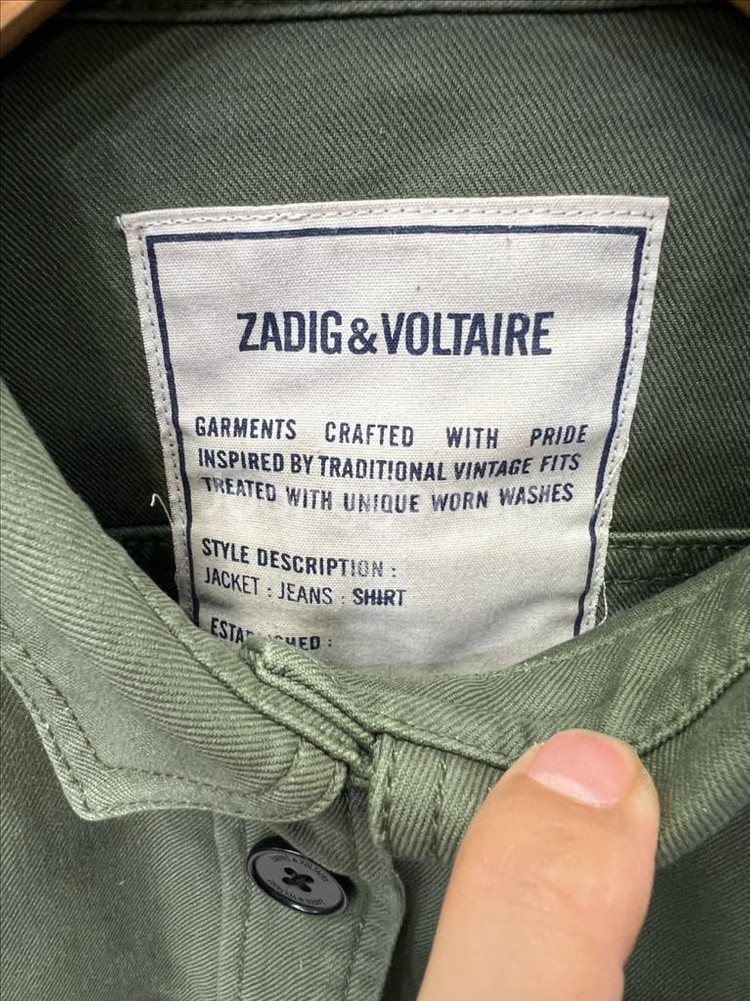 ZADIG&VOLTAIRE
GARMENTS CRAFTED WITH PRIDE
INSPIRED BY TRADITIONAL VINTAGE FITS
TREATED WITH UNIQUE WORN WASHES
STYLE DESCRIPTION :
JACKET : JEANS : SHIRT